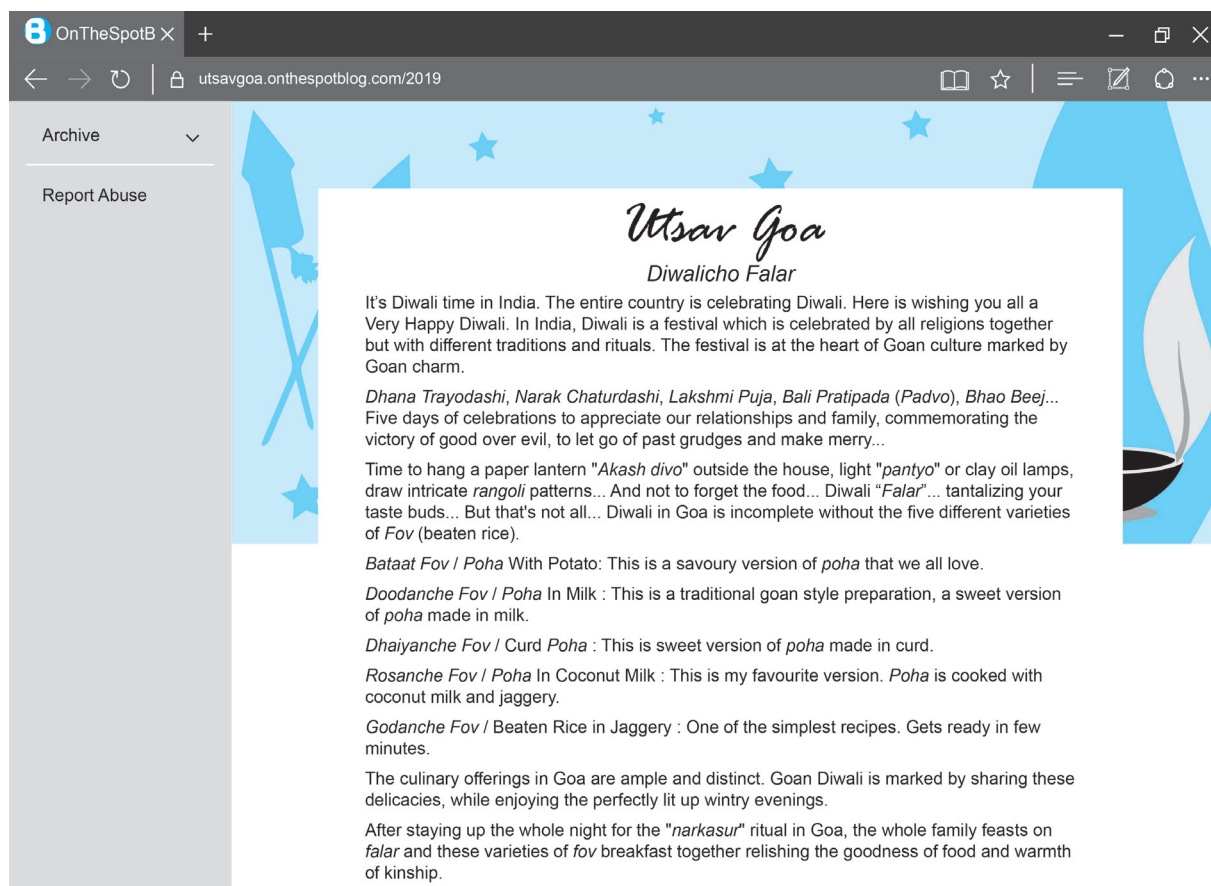 OnTheSpotB
utsavgoa.onthespotblog.com/2019
Archive
Report Abuse
Utsav Goa
Diwalicho Falar
It's Diwali time in India. The entire country is celebrating Diwali. Here is wishing you all a
Very Happy Diwali. In India, Diwali is a festival which is celebrated by all religions together
but with different traditions and rituals. The festival is at the heart of Goan culture marked by
Goan charm.
Dhana Trayodashi, Narak Chaturdashi, Lakshmi Puja, Bali Pratipada (Padvo), Bhao Beej...
Five days of celebrations to appreciate our relationships and family, commemorating the
victory of good over evil, to let go of past grudges and make merry...
Time to hang a paper lantern "Akash divo" outside the house, light "pantyo" or clay oil lamps,
draw intricate rangoli patterns... And not to forget the food... Diwali “Falar”... tantalizing your
taste buds... But that's not all... Diwali in Goa is incomplete without the five different varieties
of Fov (beaten rice).
Bataat Fov / Poha With Potato: This is a savoury version of poha that we all love.
Doodanche Fov / Poha In Milk : This is a traditional goan style preparation, a sweet version
of poha made in milk.
Dhaiyanche Fov / Curd Poha : This is sweet version of poha made in curd.
Rosanche Fov / Poha In Coconut Milk : This is my favourite version. Poha is cooked with
coconut milk and jaggery.
Godanche Fov / Beaten Rice in Jaggery : One of the simplest recipes. Gets ready in few
minutes.
The culinary offerings in Goa are ample and distinct. Goan Diwali is marked by sharing these
delicacies, while enjoying the perfectly lit up wintry evenings.
After staying up the whole night for the "narkasur" ritual in Goa, the whole family feasts on
falar and these varieties of fov breakfast together relishing the goodness of food and warmth
of kinship.